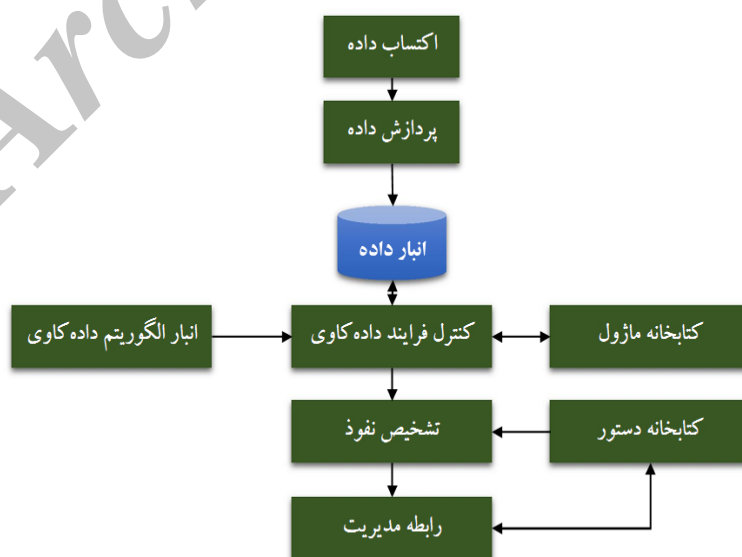 Arc
اکتساب داده
پردازش داده
انبار داده
کتابخانه ماژول
کنترل فرایند داده کاوی
انبار الگوریتم داده کاوی
کتابخانه دستور
تشخیص نفوذ
رابطه مدیریت